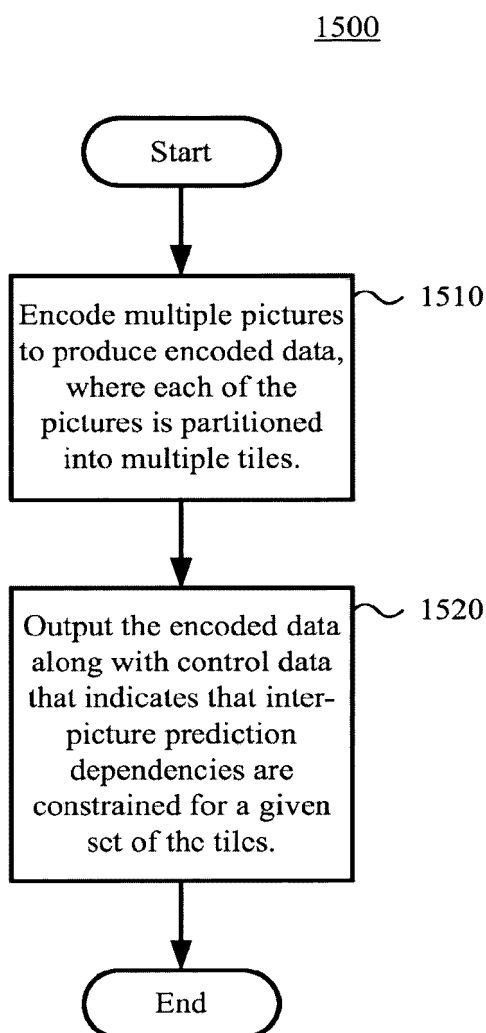 1500
Start
1510
Encode multiple pictures
to produce encoded data,
where each of the
pictures is partitioned
into multiple tiles.
1520
Output the encoded data
along with control data
that indicates that inter-
picture prediction
dependencies are
constrained for a given
set of the tiles.
End